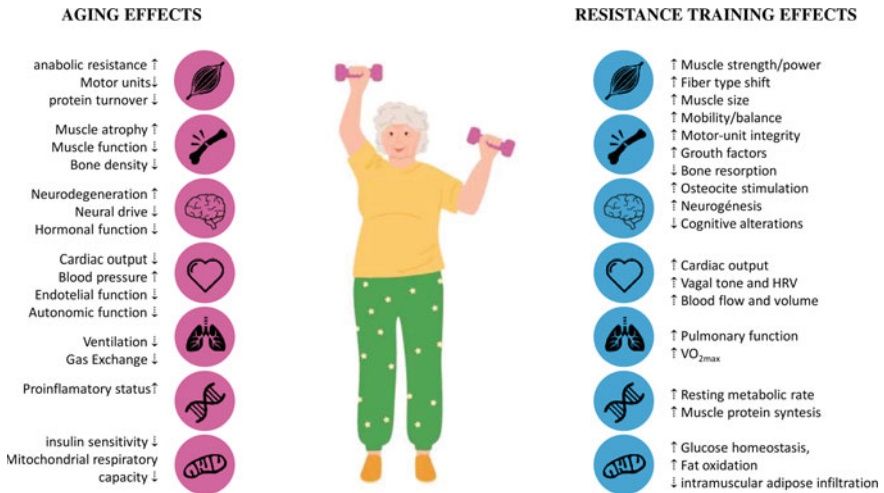 AGING EFFECTS
anabolic resistance ↑
Motor units↓
protein turnover ↓
Muscle atrophy ↑
Muscle function ↓
Bone density ↓
Neurodegeneration ↑
Neural drive ↓
Hormonal function ↓
Cardiac output ↓
Blood pressure ↑
Endotelial function ↓
Autonomic function ↓
Ventilation ↓
Gas Exchange ↓
Proinflamatory status↑
insulin sensitivity ↓
Mitochondrial respiratory
capacity ↓
RESISTANCE TRAINING EFFECTS
↑ Muscle strength/power
↑ Fiber type shift
↑ Muscle size
↑ Mobility/balance
↑ Motor-unit integrity
↑ Grouth factors
↓ Bone resorption
↑ Osteocite stimulation
↑ Neurogénesis
↓ Cognitive alterations
↑ Cardiac output
↑ Vagal tone and HRV
↑ Blood flow and volume
↑ Pulmonary function
↑ VO2max
↑ Resting metabolic rate
↑ Muscle protein syntesis
↑ Glucose homeostasis,
↑ Fat oxidation
↓ intramuscular adipose infiltration